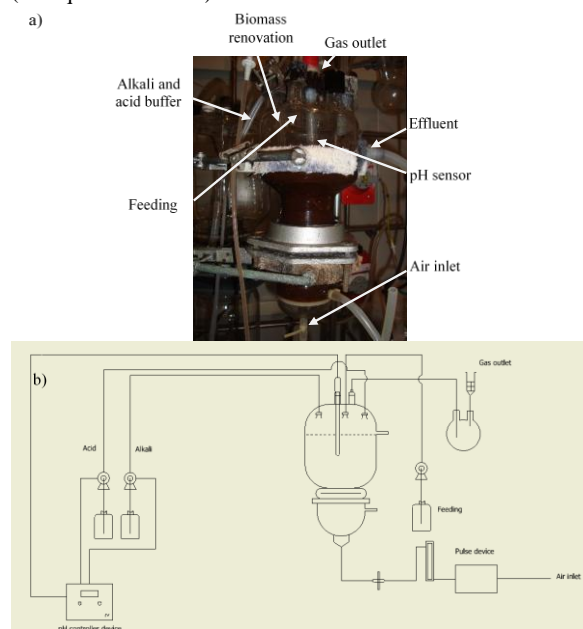 a)
Biomass
renovation
Gas outlet
Alkali and
acid buffer
Effluent
pH sensor
Feeding
Air inlet
b)
Gas outlet
Acid
Alkali
Feeding
Pulse device
Air inlet
pH controller device